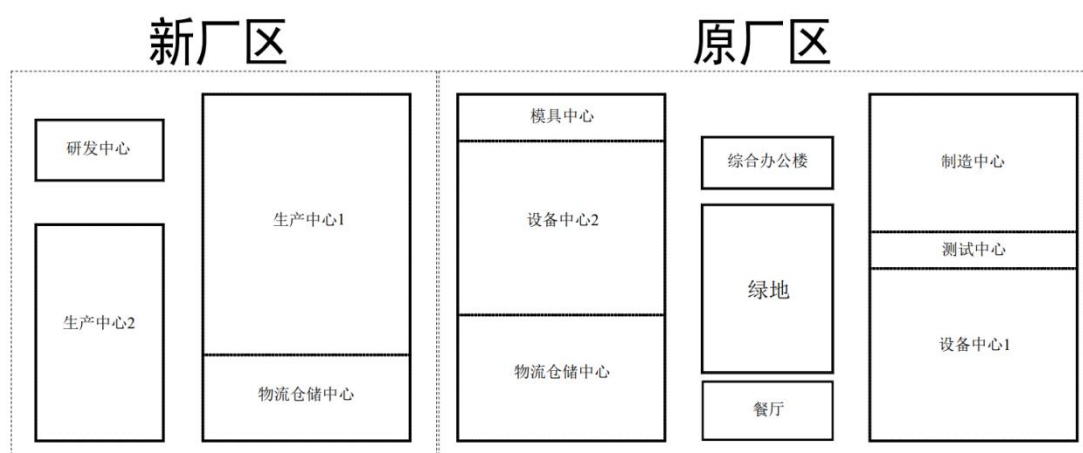 新厂区
原厂区
研发中心
生产中心1
生产中心2
物流仓储中心
模具中心
设备中心2
物流仓储中心
综合办公楼
绿地
餐厅
制造中心
测试中心
设备中心1